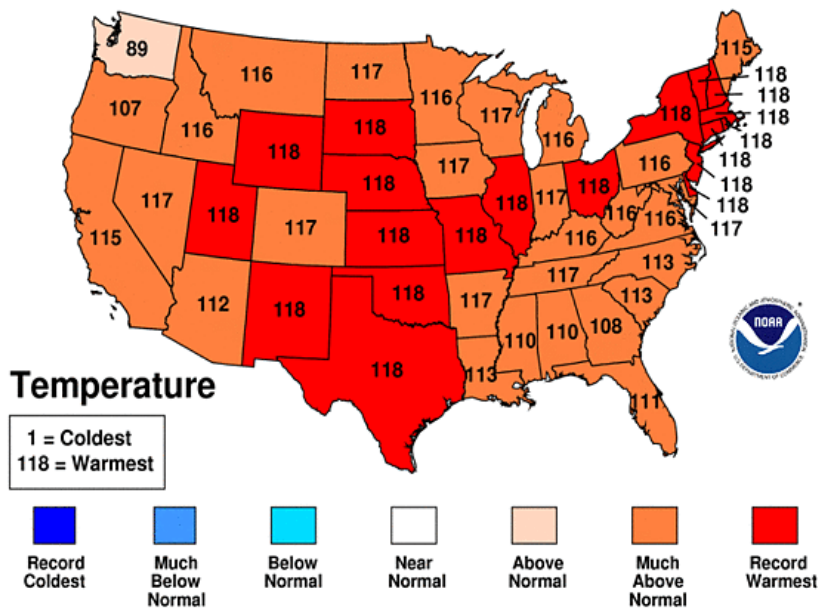 89
116
117
115
107
116
116
117
116
118
118
118
118
118
118
118
118
118
118
118
118
117
117
116
118
118
117
118
116
117
118
117
118
118
118
116
116
116
115
112
118
118
117
117
113
113
118
110
110
108
113
111
NOAA
Temperature
1 = Coldest
118 = Warmest
Record
Coldest
Much
Below
Normal
Below
Normal
Near
Normal
Above
Normal
Much
Above
Normal
Record
Warmest